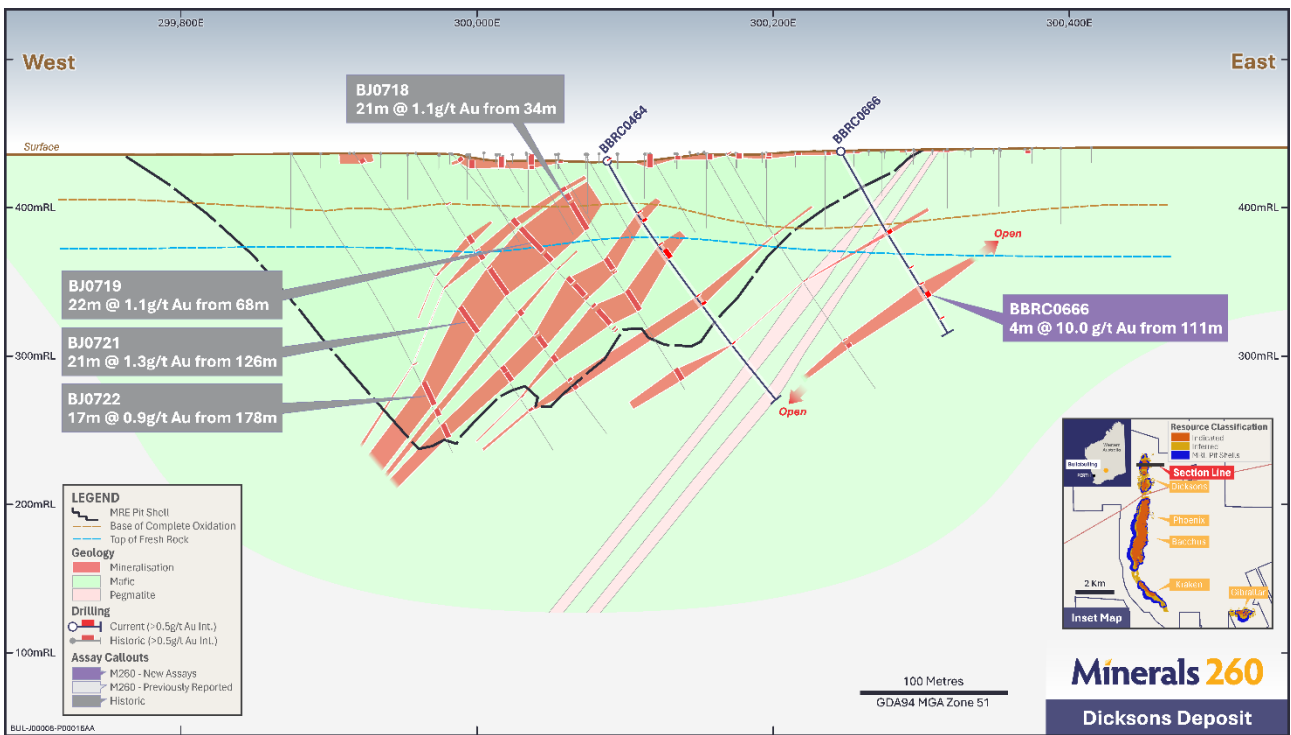 299,800E
300,000E
300,200E
300,400E
West
East
BJ0718
21m @ 1.1g/t Au from 34m
BBRC0464
BBRC0666
Surface
400mRL
400mRL
Open
BJ0719
22m @ 1.1g/t Au from 68m
BBRC0666
4m @ 10.0 g/t Au from 111m
BJ0721
21m @ 1.3g/t Au from 126m
300mRL
300mRL
BJ0722
17m @ 0.9g/t Au from 178m
Open
200mRL
100mRL
LEGEND
MRE Pit Shell
Base of Complete Oxidation
Top of Fresh Rock
Geology
Mineralisation
Mafic
Pegmatite
Drilling
Current (>0.5g/t Au Int.)
Historic (>0.5g/t Au Int.)
Assay Callouts
M260 - New Assays
M260 - Previously Reported
Historic
Resource Classification
Indicated
Inferred
MRE Pit Shells
Western
Australia
Bullabulling
Section Line
Dicksons
Phoenix
Bacchus
Kraken
Gibraltar
2 Km
Inset Map
100 Metres
GDA94 MGA Zone 51
Minerals 260
Dicksons Deposit
BUL-J00006-P00016AA